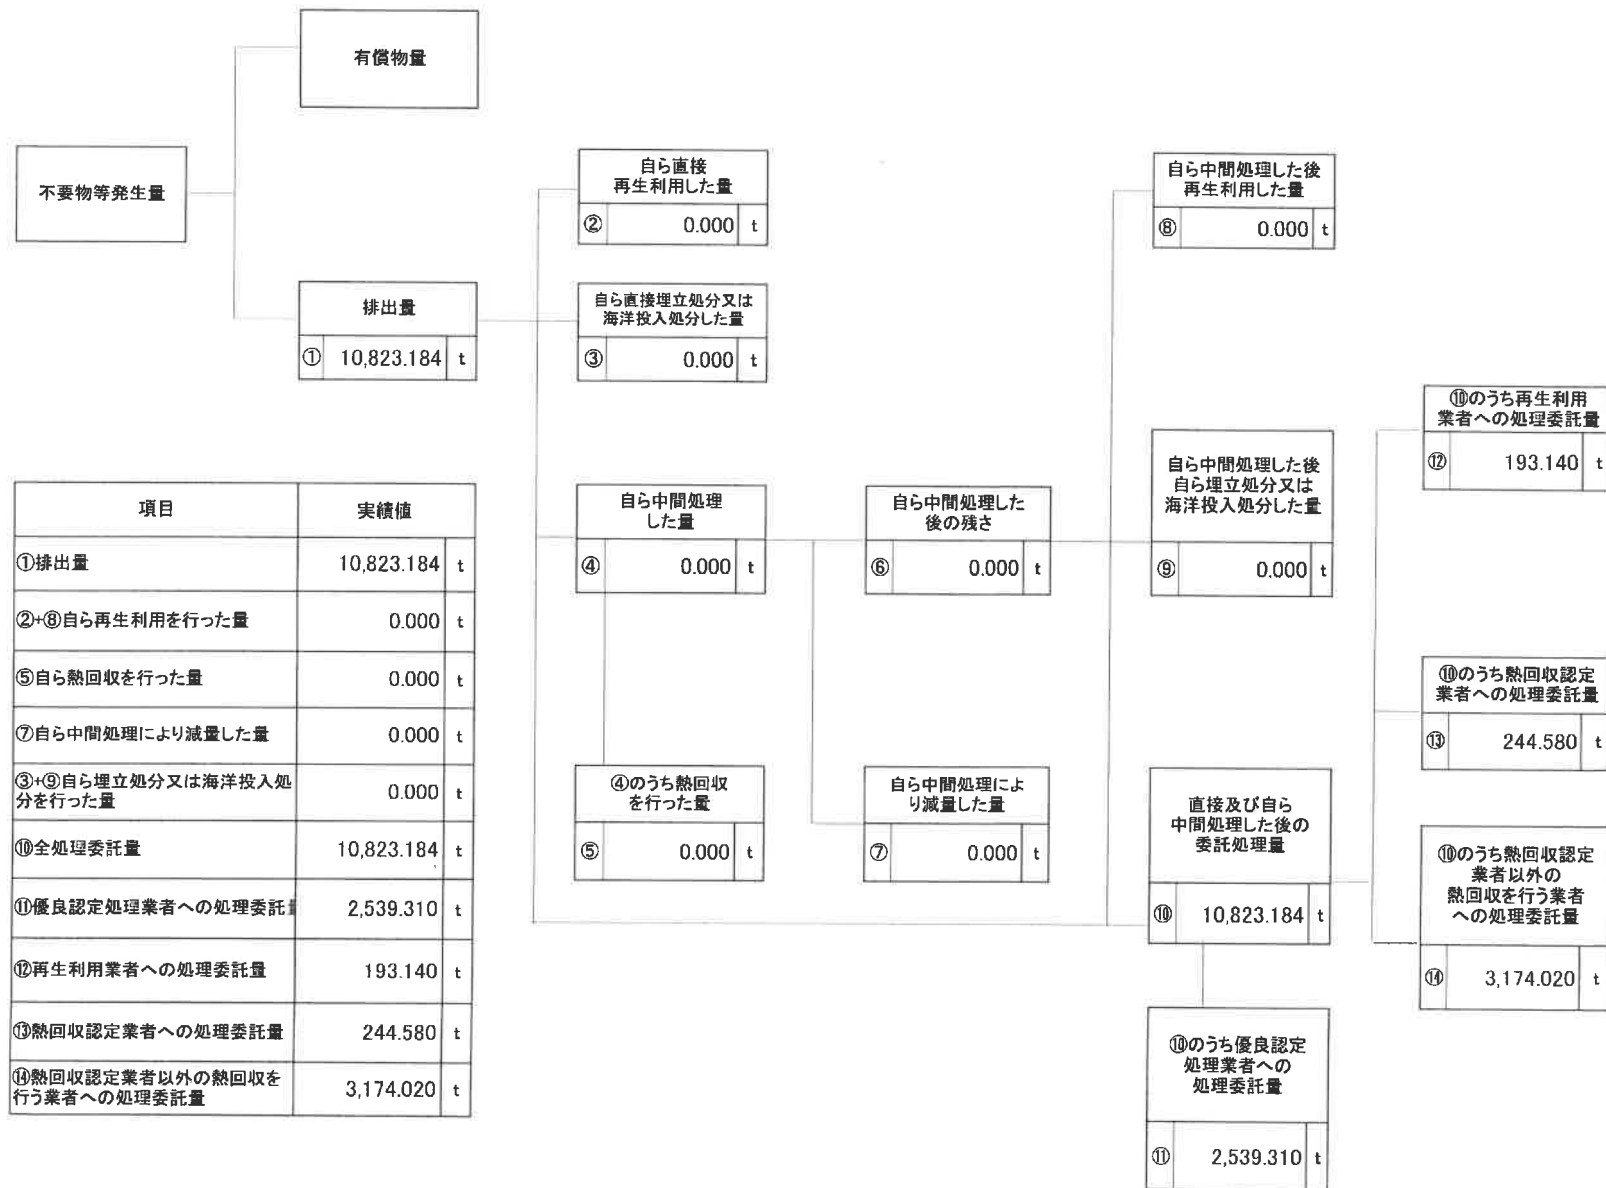 有償物量
不要物等発生量
排出量
① 10,823.184 t
自ら直接
再生利用した量
② 0.000 t
自ら直接埋立処分又は
海洋投入処分した量
③ 0.000 t
自ら中間処理
した量
④ 0.000 t
④のうち熱回収
を行った量
⑤ 0.000 t
自ら中間処理した
後の残さ
⑥ 0.000 t
自ら中間処理によ
り減量した量
⑦ 0.000 t
自ら中間処理した後
再生利用した量
⑧ 0.000 t
自ら中間処理した後
自ら埋立処分又は
海洋投入処分した量
⑨ 0.000 t
直接及び自ら
中間処理した後の
委託処理量
⑩ 10,823.184 t
⑩のうち優良認定
処理業者への
処理委託量
⑪ 2,539.310 t
⑩のうち再生利用
業者への処理委託量
⑫ 193.140 t
⑩のうち熱回収認定
業者への処理委託量
⑬ 244.580 t
⑩のうち熱回収認定
業者以外の
熱回収を行う業者
への処理委託量
⑭ 3,174.020 t
項目 実績値
①排出量 10,823.184 t
②+⑧自ら再生利用を行った量 0.000 t
⑤自ら熱回収を行った量 0.000 t
⑦自ら中間処理により減量した量 0.000 t
③+⑨自ら埋立処分又は海洋投入処
分を行った量 0.000 t
⑩全処理委託量 10,823.184 t
⑪優良認定処理業者への処理委託 2,539.310 t
⑫再生利用業者への処理委託量 193.140 t
⑬熱回収認定業者への処理委託量 244.580 t
⑭熱回収認定業者以外の熱回収を
行う業者への処理委託量 3,174.020 t